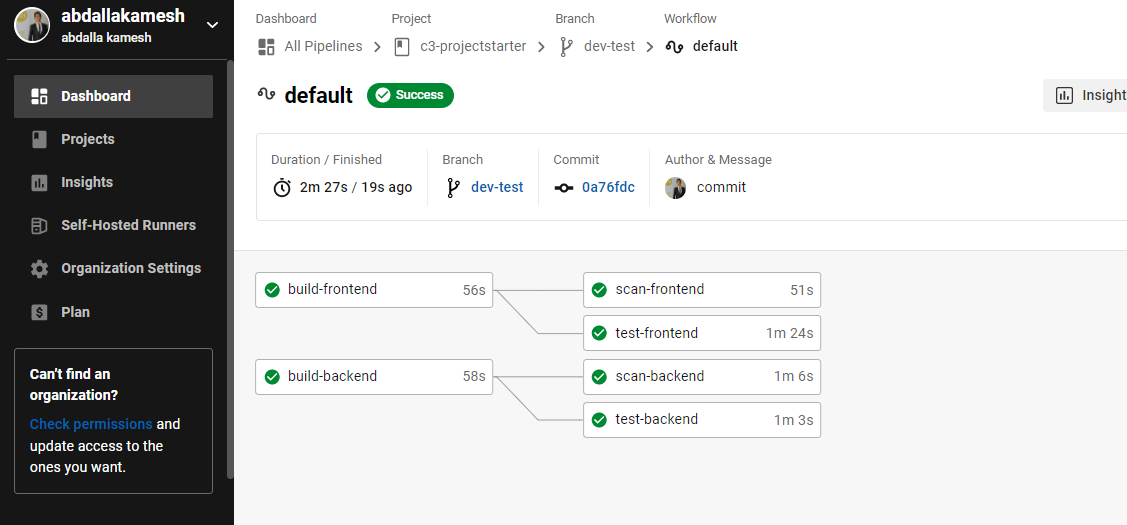 abdallakamesh
abdalla kamesh
Dashboard
Projects
Insights
Self-Hosted Runners
Organization Settings
Plan
Can't find an
organization?
Check permissions and
update access to the
ones you want.
Dashboard Project Branch Workflow
All Pipelines c3-projectstarter dev-test default
default Success
Insight
Duration / Finished Branch Commit Author & Message
2m 27s / 19s ago dev-test 0a76fdc commit
build-frontend 56s scan-frontend 51s
test-frontend 1m 24s
build-backend 58s scan-backend 1m 6s
test-backend 1m 3s